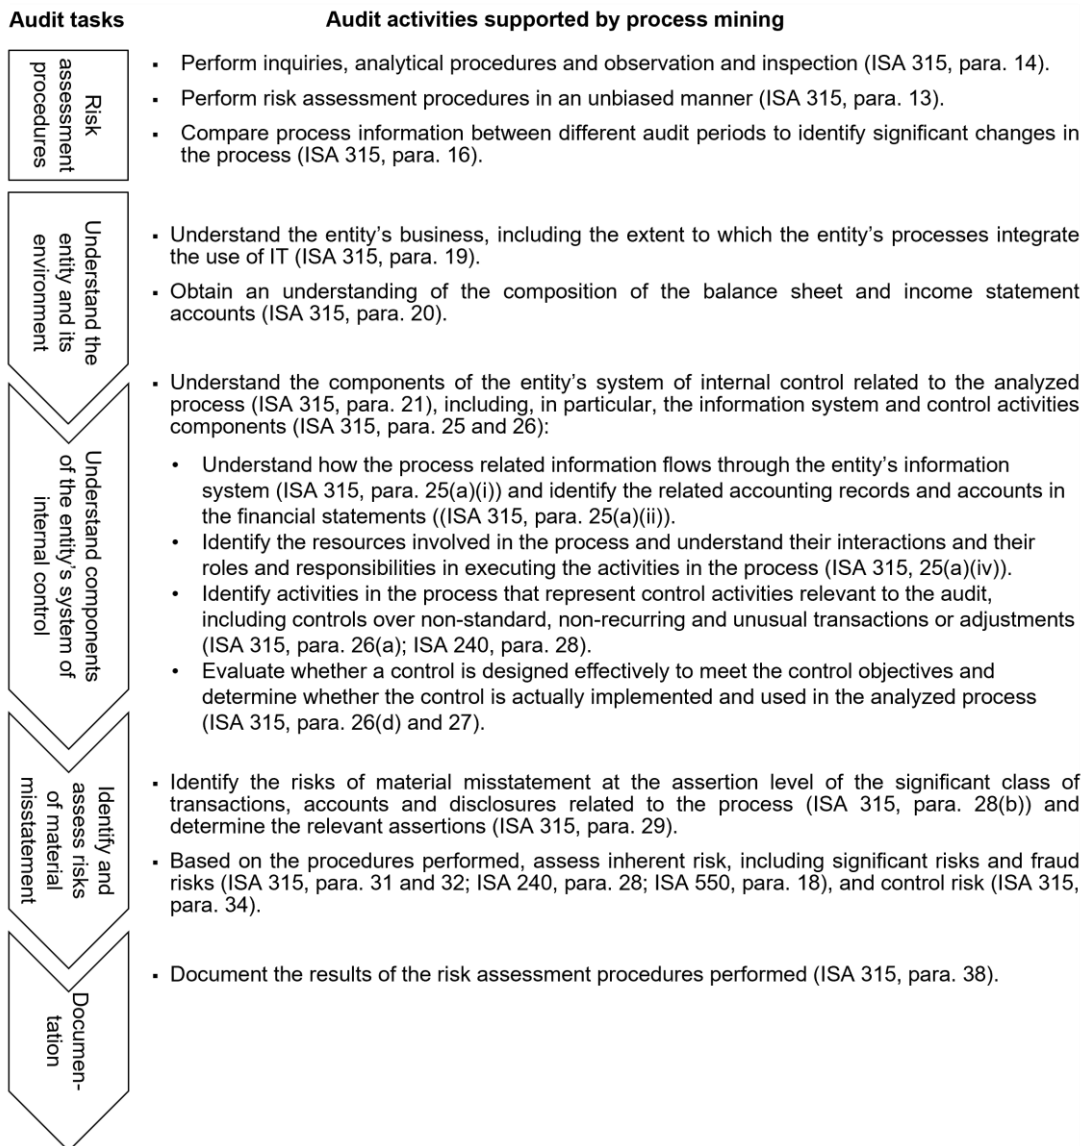 Audit tasks
Audit activities supported by process mining
Risk
assessment
procedures
▪ Perform inquiries, analytical procedures and observation and inspection (ISA 315, para. 14).
▪ Perform risk assessment procedures in an unbiased manner (ISA 315, para. 13).
▪ Compare process information between different audit periods to identify significant changes in
the process (ISA 315, para. 16).
Understand the
entity and its
environment
▪ Understand the entity’s business, including the extent to which the entity’s processes integrate
the use of IT (ISA 315, para. 19).
▪ Obtain an understanding of the composition of the balance sheet and income statement
accounts (ISA 315, para. 20).
Understand components
of the entity’s system of
internal control
▪ Understand the components of the entity’s system of internal control related to the analyzed
process (ISA 315, para. 21), including, in particular, the information system and control activities
components (ISA 315, para. 25 and 26):
• Understand how the process related information flows through the entity’s information
system (ISA 315, para. 25(a)(i)) and identify the related accounting records and accounts in
the financial statements ((ISA 315, para. 25(a)(ii)).
• Identify the resources involved in the process and understand their interactions and their
roles and responsibilities in executing the activities in the process (ISA 315, 25(a)(iv)).
• Identify activities in the process that represent control activities relevant to the audit,
including controls over non-standard, non-recurring and unusual transactions or adjustments
(ISA 315, para. 26(a); ISA 240, para. 28).
• Evaluate whether a control is designed effectively to meet the control objectives and
determine whether the control is actually implemented and used in the analyzed process
(ISA 315, para. 26(d) and 27).
Identify and
assess risks
of material
misstatement
▪ Identify the risks of material misstatement at the assertion level of the significant class of
transactions, accounts and disclosures related to the process (ISA 315, para. 28(b)) and
determine the relevant assertions (ISA 315, para. 29).
▪ Based on the procedures performed, assess inherent risk, including significant risks and fraud
risks (ISA 315, para. 31 and 32; ISA 240, para. 28; ISA 550, para. 18), and control risk (ISA 315,
para. 34).
Documen-
tation
▪ Document the results of the risk assessment procedures performed (ISA 315, para. 38).